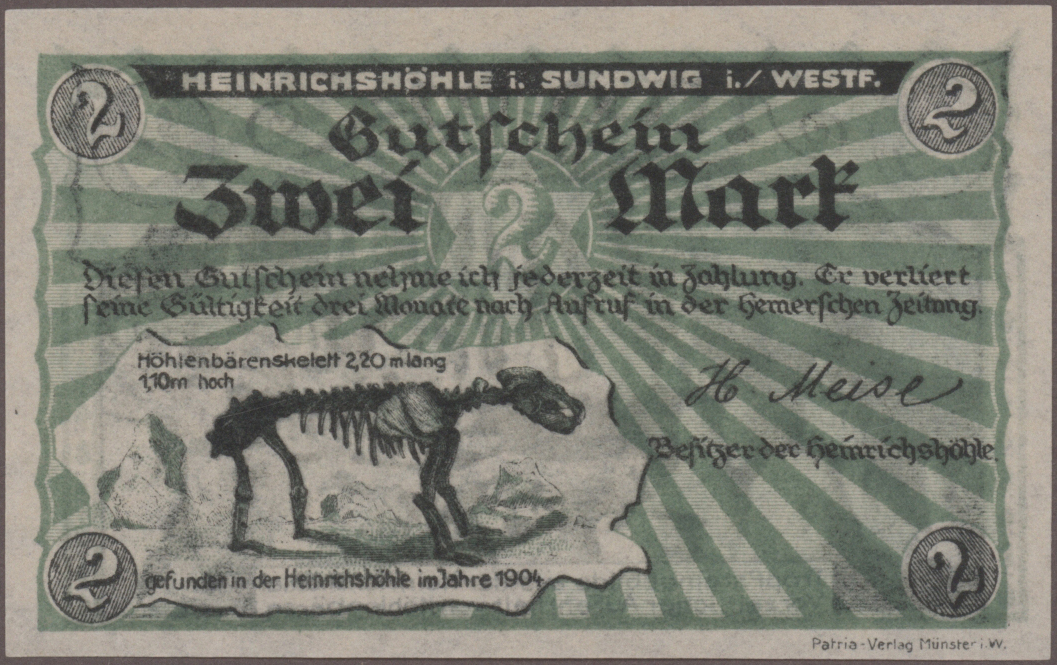 2
HEINRICHSHÖHLE i. SUNDWIG i./ WESTF.
2
Gutschein
Zwei 2 Mark
Diesen Gutschein nehme ich jederzeit in Zahlung. Er verliert
seine Gültigkeit drei Monate nach Aufruf in der Hemerschen Zeitung.
Höhlenbärenskelett 2,20 m lang
1,10m hoch
H. Meise
Besitzer der Heinrichshöhle.
gefunden in der Heinrichshöhle im Jahre 1904
2
2
Patria-Verlag Münster i. W.